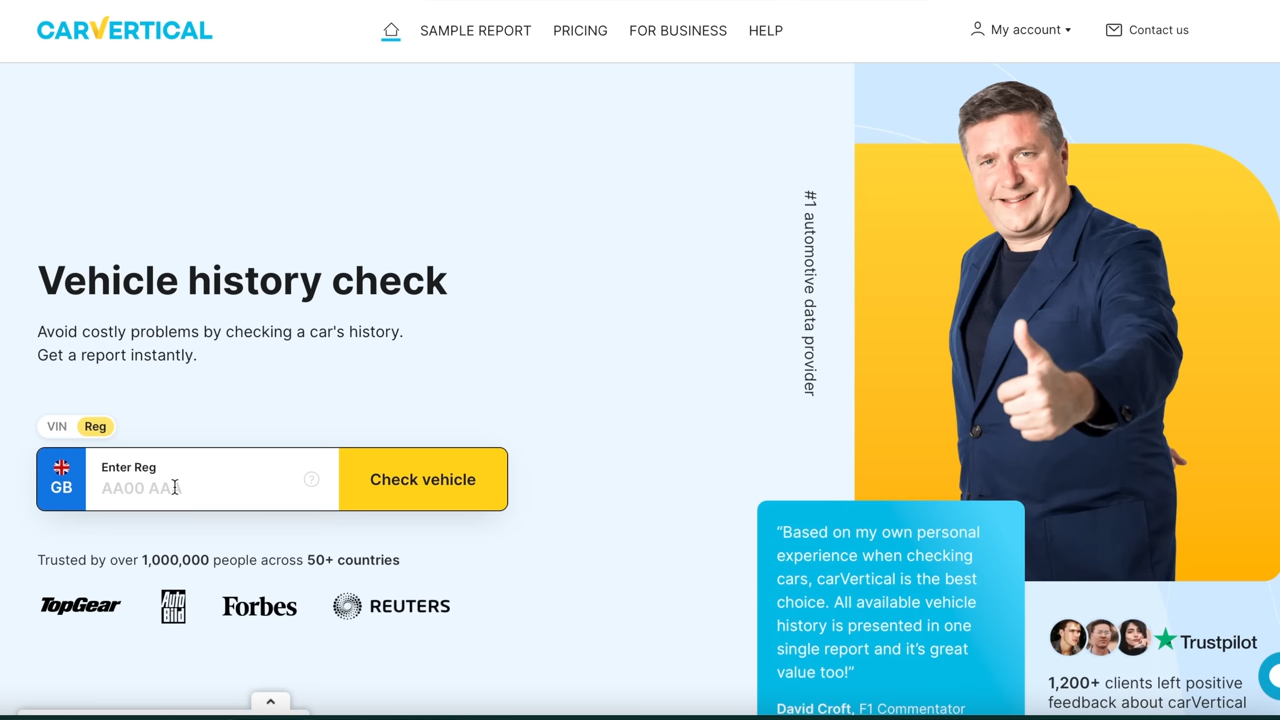 CARVERTICAL
SAMPLE REPORT
PRICING
FOR BUSINESS
HELP
My account
Contact us
#1 automotive data provider
Vehicle history check
Avoid costly problems by checking a car's history.
Get a report instantly.
VIN
Reg
GB
Enter Reg
AA00 AAA
?
Check vehicle
Trusted by over 1,000,000 people across 50+ countries
TopGear
Auto Bild
Forbes
REUTERS
“Based on my own personal
experience when checking
cars, carVertical is the best
choice. All available vehicle
history is presented in one
single report and it’s great
value too!”
David Croft, F1 Commentator
Trustpilot
1,200+ clients left positive
feedback about carVertical